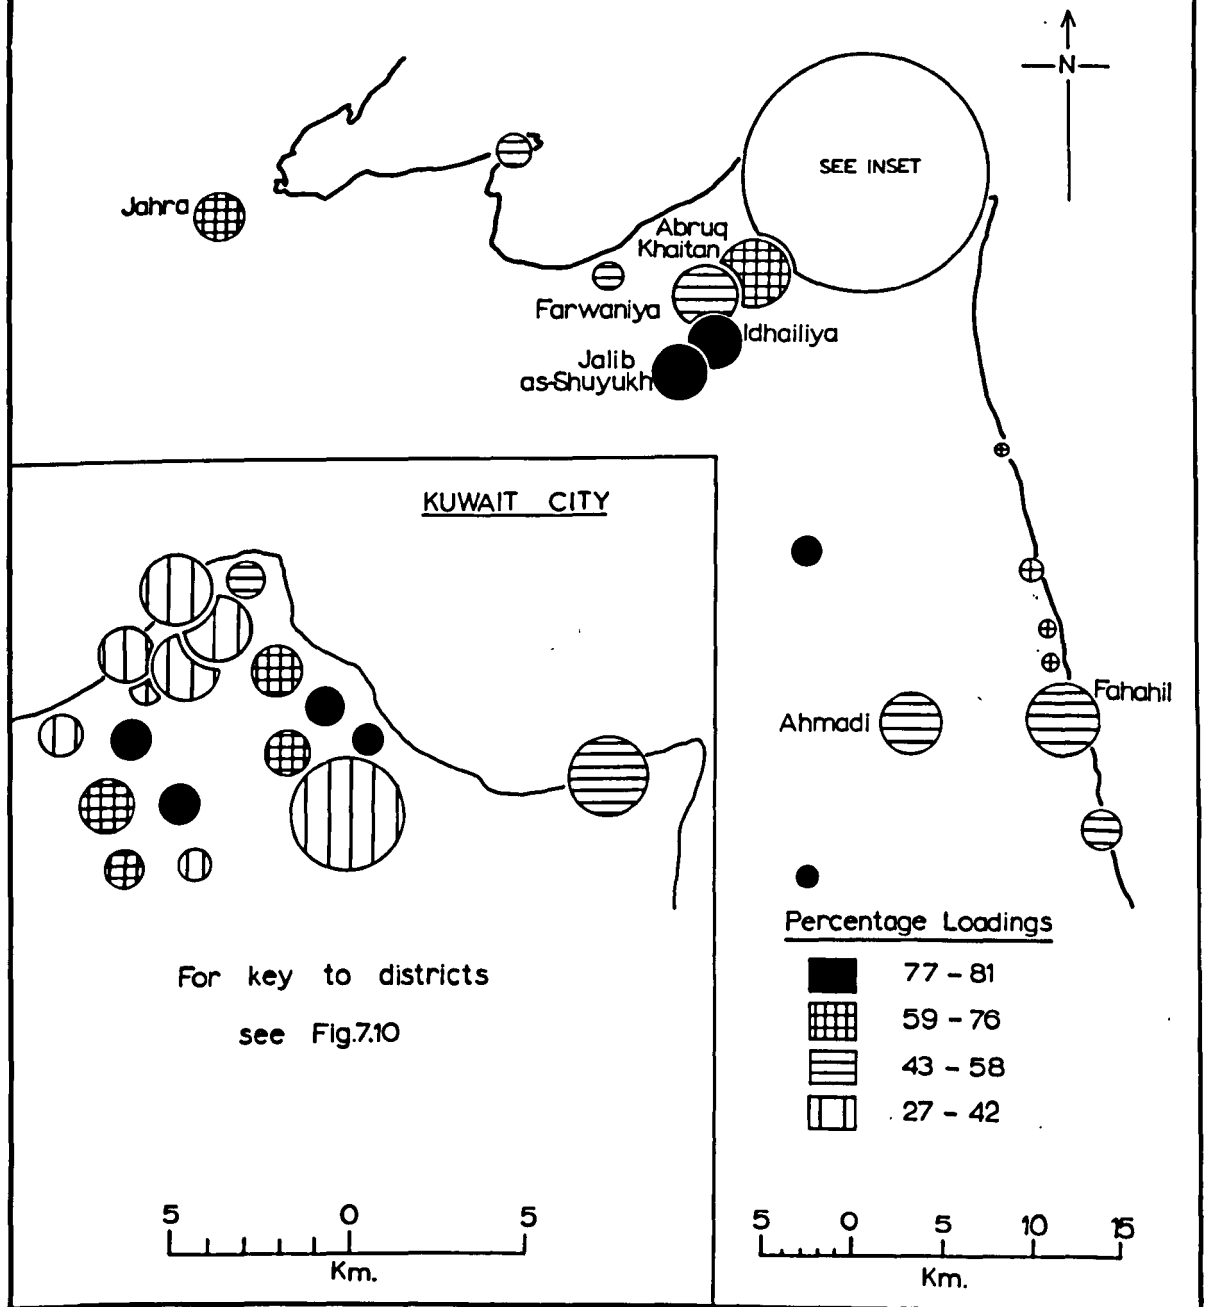 N
SEE INSET
Jahra
Abruq
Khaitan
Farwaniya
Idhailiya
Jalib
as-Shuyukh
KUWAIT CITY
Ahmadi
Fahahil
Percentage Loadings
77 - 81
59 - 76
43 - 58
27 - 42
For key to districts
see Fig.7.10
5 0 5
Km.
5 0 5 10 15
Km.